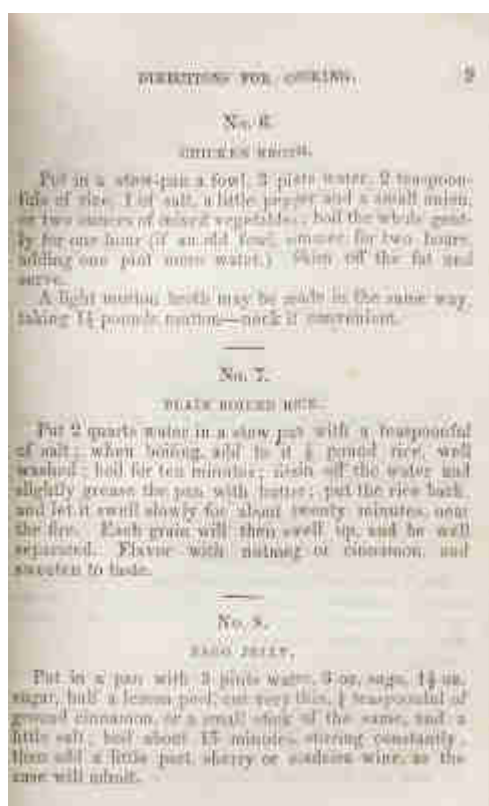 DIRECTIONS FOR COOKING. 9
No. 6.
CHICKEN BROTH.
Put in a stew-pan a fowl, 3 pints water, 2 teaspoon-
fuls of rice, 1 of salt, a little pepper and a small onion,
or two ounces of mixed vegetables; boil the whole gent-
ly for one hour (if an old fowl, simmer for two hours,
adding one pint more water.) Skim off the fat and
serve.
A light mutton broth may be made in the same way,
taking 1½ pounds mutton—neck if convenient.
No. 7.
PLAIN BOILED RICE.
Put 2 quarts water in a stew pan with a teaspoonful
of salt; when boiling, add to it pound rice, well
washed; boil for ten minutes; drain off the water and
slightly grease the pan with butter; put the rice back,
and let it swell slowly for about twenty minutes, near
the fire. Each grain will then swell up, and be well
separated. Flavor with nutmeg or cinnamon, and
sweeten to taste.
No. 8.
SAGO JELLY.
Put in a pan with 3 pints water, 3 oz. sago, 1½ oz.
sugar, half a lemon peel, cut very thin, teaspoonful of
ground cinnamon, or a small stick of the same, and a
little salt; boil about 15 minutes, stirring constantly,
then add a little port, sherry or madeira wine, as the
case will admit.